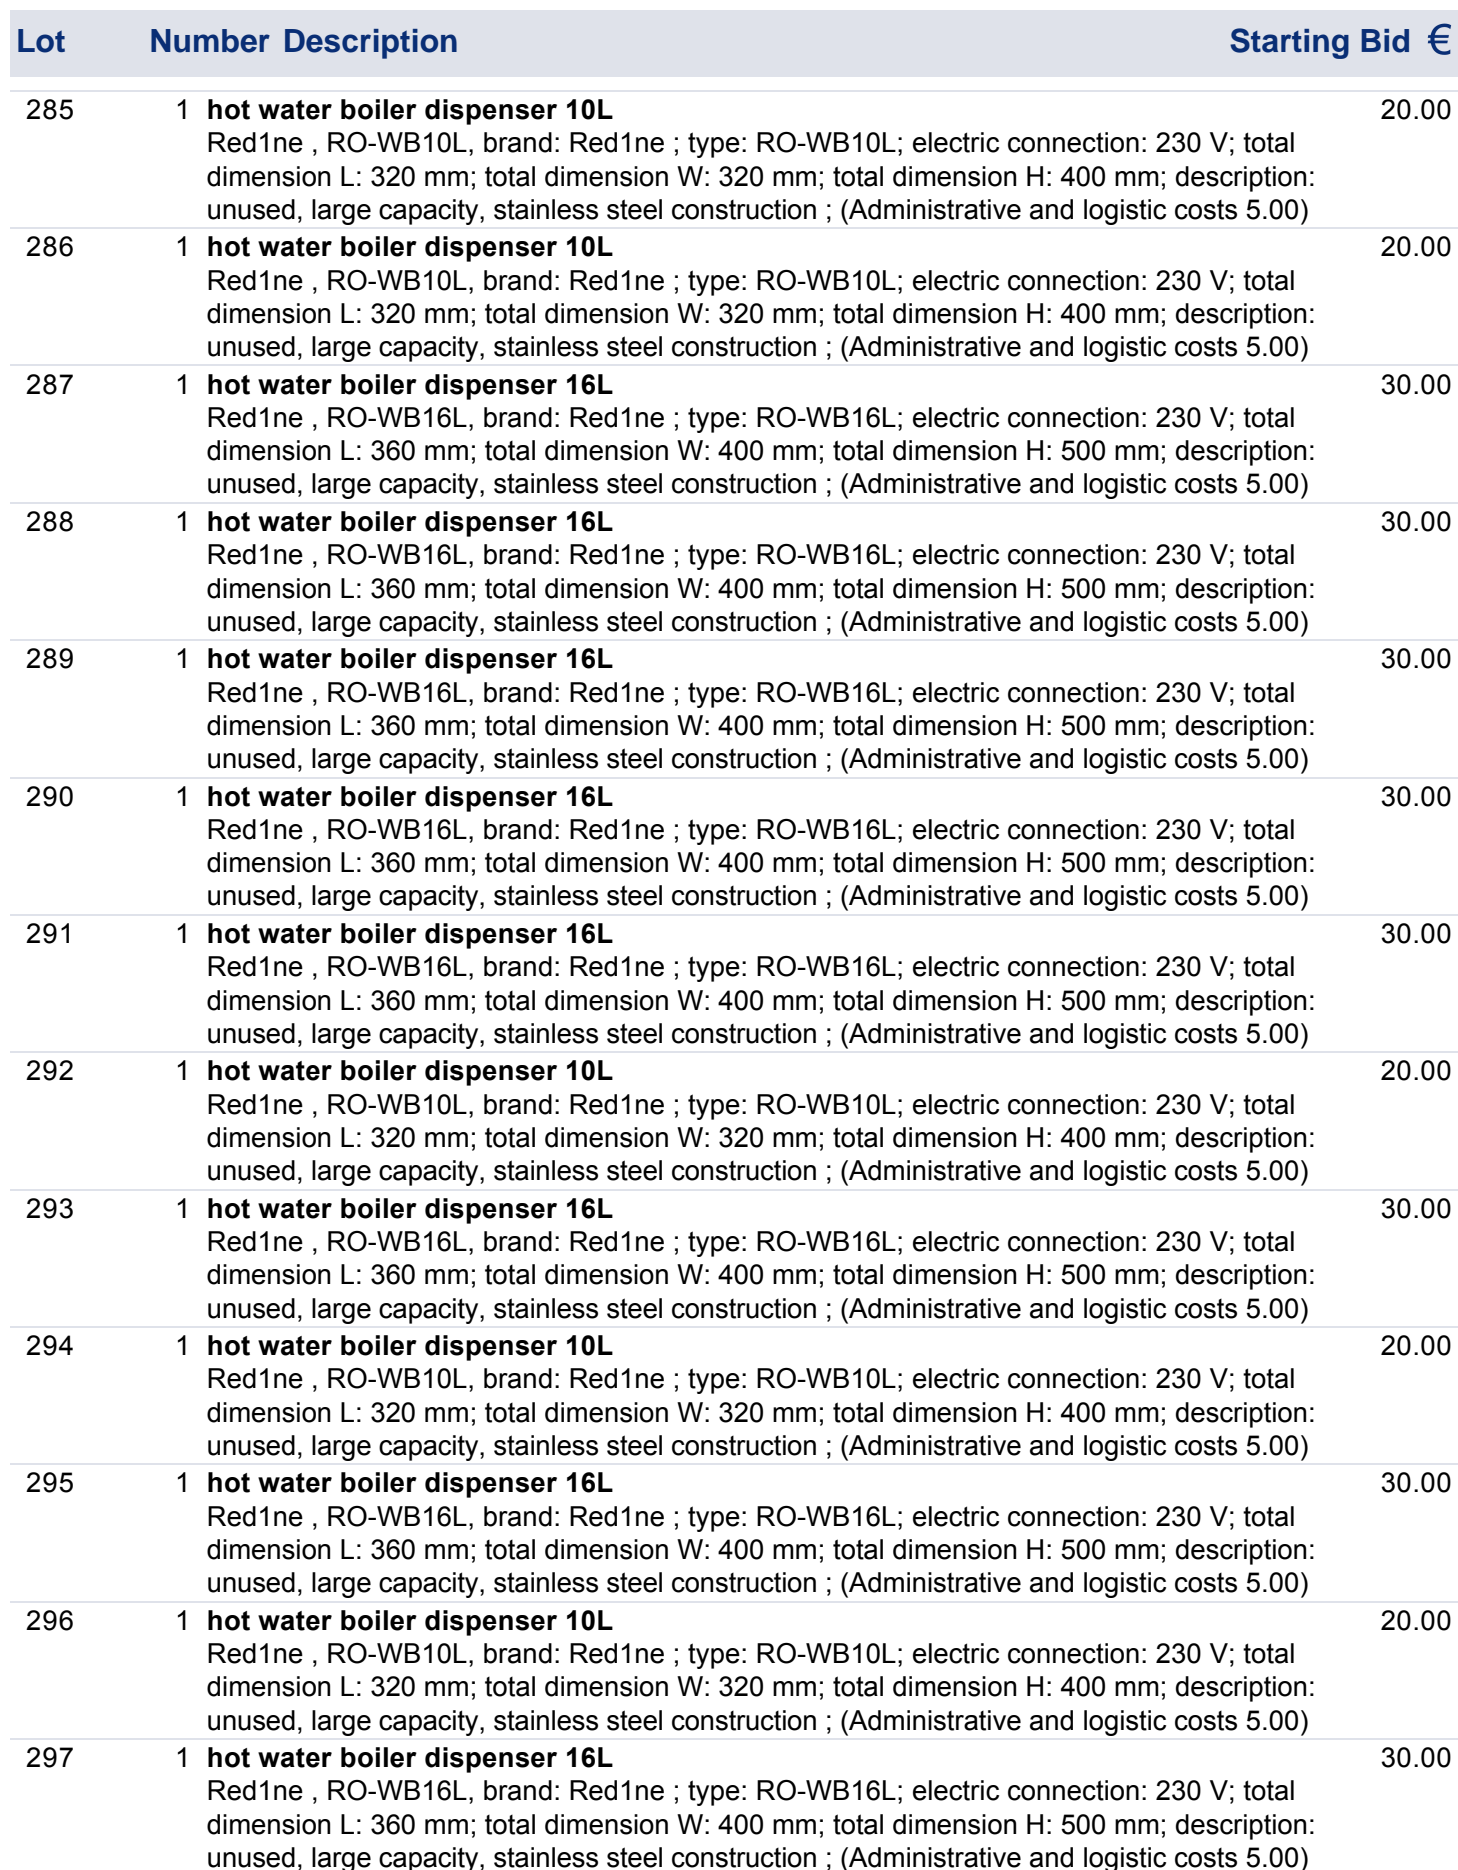 Lot Number Description Starting Bid €
285 1 hot water boiler dispenser 10L 20.00
Red1ne , RO-WB10L, brand: Red1ne ; type: RO-WB10L; electric connection: 230 V; total
dimension L: 320 mm; total dimension W: 320 mm; total dimension H: 400 mm; description:
unused, large capacity, stainless steel construction ; (Administrative and logistic costs 5.00)
286 1 hot water boiler dispenser 10L 20.00
Red1ne , RO-WB10L, brand: Red1ne ; type: RO-WB10L; electric connection: 230 V; total
dimension L: 320 mm; total dimension W: 320 mm; total dimension H: 400 mm; description:
unused, large capacity, stainless steel construction ; (Administrative and logistic costs 5.00)
287 1 hot water boiler dispenser 16L 30.00
Red1ne , RO-WB16L, brand: Red1ne ; type: RO-WB16L; electric connection: 230 V; total
dimension L: 360 mm; total dimension W: 400 mm; total dimension H: 500 mm; description:
unused, large capacity, stainless steel construction ; (Administrative and logistic costs 5.00)
288 1 hot water boiler dispenser 16L 30.00
Red1ne , RO-WB16L, brand: Red1ne ; type: RO-WB16L; electric connection: 230 V; total
dimension L: 360 mm; total dimension W: 400 mm; total dimension H: 500 mm; description:
unused, large capacity, stainless steel construction ; (Administrative and logistic costs 5.00)
289 1 hot water boiler dispenser 16L 30.00
Red1ne , RO-WB16L, brand: Red1ne ; type: RO-WB16L; electric connection: 230 V; total
dimension L: 360 mm; total dimension W: 400 mm; total dimension H: 500 mm; description:
unused, large capacity, stainless steel construction ; (Administrative and logistic costs 5.00)
290 1 hot water boiler dispenser 16L 30.00
Red1ne , RO-WB16L, brand: Red1ne ; type: RO-WB16L; electric connection: 230 V; total
dimension L: 360 mm; total dimension W: 400 mm; total dimension H: 500 mm; description:
unused, large capacity, stainless steel construction ; (Administrative and logistic costs 5.00)
291 1 hot water boiler dispenser 16L 30.00
Red1ne , RO-WB16L, brand: Red1ne ; type: RO-WB16L; electric connection: 230 V; total
dimension L: 360 mm; total dimension W: 400 mm; total dimension H: 500 mm; description:
unused, large capacity, stainless steel construction ; (Administrative and logistic costs 5.00)
292 1 hot water boiler dispenser 10L 20.00
Red1ne , RO-WB10L, brand: Red1ne ; type: RO-WB10L; electric connection: 230 V; total
dimension L: 320 mm; total dimension W: 320 mm; total dimension H: 400 mm; description:
unused, large capacity, stainless steel construction ; (Administrative and logistic costs 5.00)
293 1 hot water boiler dispenser 16L 30.00
Red1ne , RO-WB16L, brand: Red1ne ; type: RO-WB16L; electric connection: 230 V; total
dimension L: 360 mm; total dimension W: 400 mm; total dimension H: 500 mm; description:
unused, large capacity, stainless steel construction ; (Administrative and logistic costs 5.00)
294 1 hot water boiler dispenser 10L 20.00
Red1ne , RO-WB10L, brand: Red1ne ; type: RO-WB10L; electric connection: 230 V; total
dimension L: 320 mm; total dimension W: 320 mm; total dimension H: 400 mm; description:
unused, large capacity, stainless steel construction ; (Administrative and logistic costs 5.00)
295 1 hot water boiler dispenser 16L 30.00
Red1ne , RO-WB16L, brand: Red1ne ; type: RO-WB16L; electric connection: 230 V; total
dimension L: 360 mm; total dimension W: 400 mm; total dimension H: 500 mm; description:
unused, large capacity, stainless steel construction ; (Administrative and logistic costs 5.00)
296 1 hot water boiler dispenser 10L 20.00
Red1ne , RO-WB10L, brand: Red1ne ; type: RO-WB10L; electric connection: 230 V; total
dimension L: 320 mm; total dimension W: 320 mm; total dimension H: 400 mm; description:
unused, large capacity, stainless steel construction ; (Administrative and logistic costs 5.00)
297 1 hot water boiler dispenser 16L 30.00
Red1ne , RO-WB16L, brand: Red1ne ; type: RO-WB16L; electric connection: 230 V; total
dimension L: 360 mm; total dimension W: 400 mm; total dimension H: 500 mm; description:
unused, large capacity, stainless steel construction ; (Administrative and logistic costs 5.00)